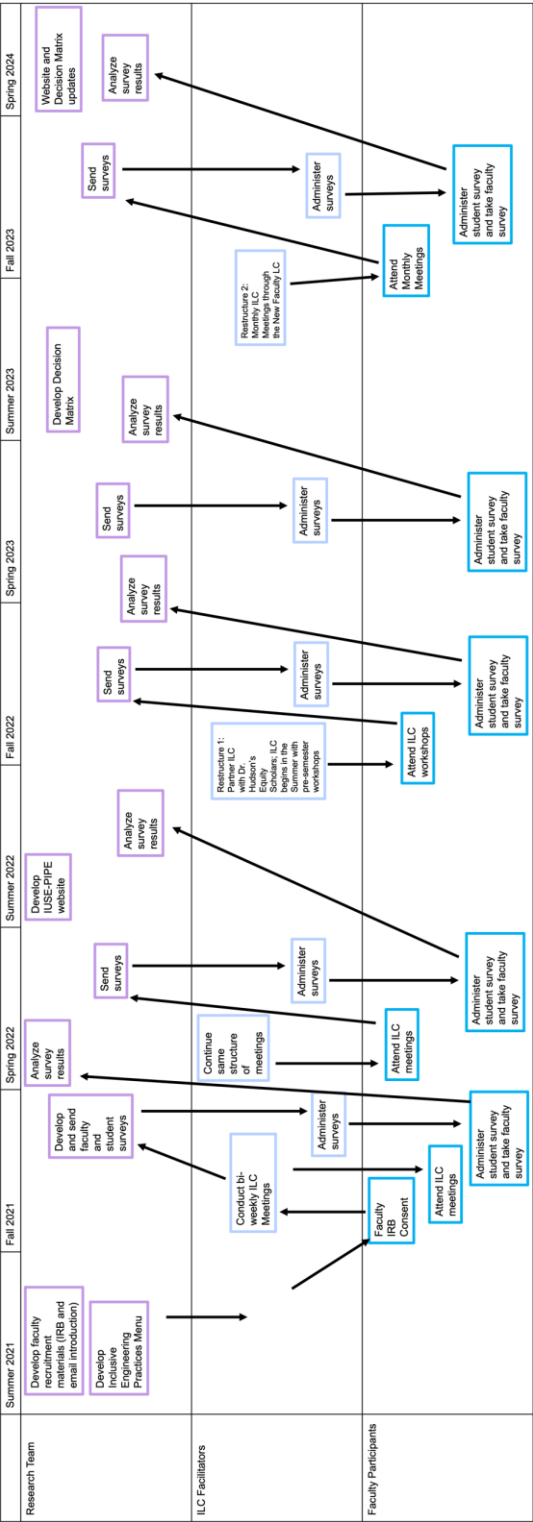 Summer 2021
Fall 2021
Spring 2022
Summer 2022
Fall 2022
Spring 2023
Summer 2023
Fall 2023
Spring 2024
Research Team
Develop faculty
recruitment
materials (IRB and
email introduction)
Develop
Inclusive
Engineering
Practices Menu
Develop
and send
faculty
and student
surveys
Analyze
survey
results
Send
surveys
Develop
IUSE-PIPE
website
Analyze
survey
results
Send
surveys
Analyze
survey
results
Send
surveys
Analyze
survey
results
Develop Decision
Matrix
Send
surveys
Analyze
survey
results
Website and
Decision Matrix
updates
ILC Facilitators
Conduct bi-
weekly ILC
Meetings
Administer
surveys
Continue
same
structure
of
meetings
Administer
surveys
Restructure 1:
Partner ILC
with Dr.
Hudson's
Equity
Scholars; ILC
begins in the
Summer with
pre-semester
workshops
Administer
surveys
Administer
surveys
Restructure 2:
Monthly ILC
Meetings through
the New Faculty LC
Administer
surveys
Faculty Participants
Faculty
IRB
Consent
Attend ILC
meetings
Administer
student survey
and take faculty
survey
Attend ILC
meetings
Administer
student survey
and take faculty
survey
Attend ILC
workshops
Administer
student survey
and take faculty
survey
Administer
student survey
and take faculty
survey
Attend
Monthly
Meetings
Administer
student survey
and take faculty
survey